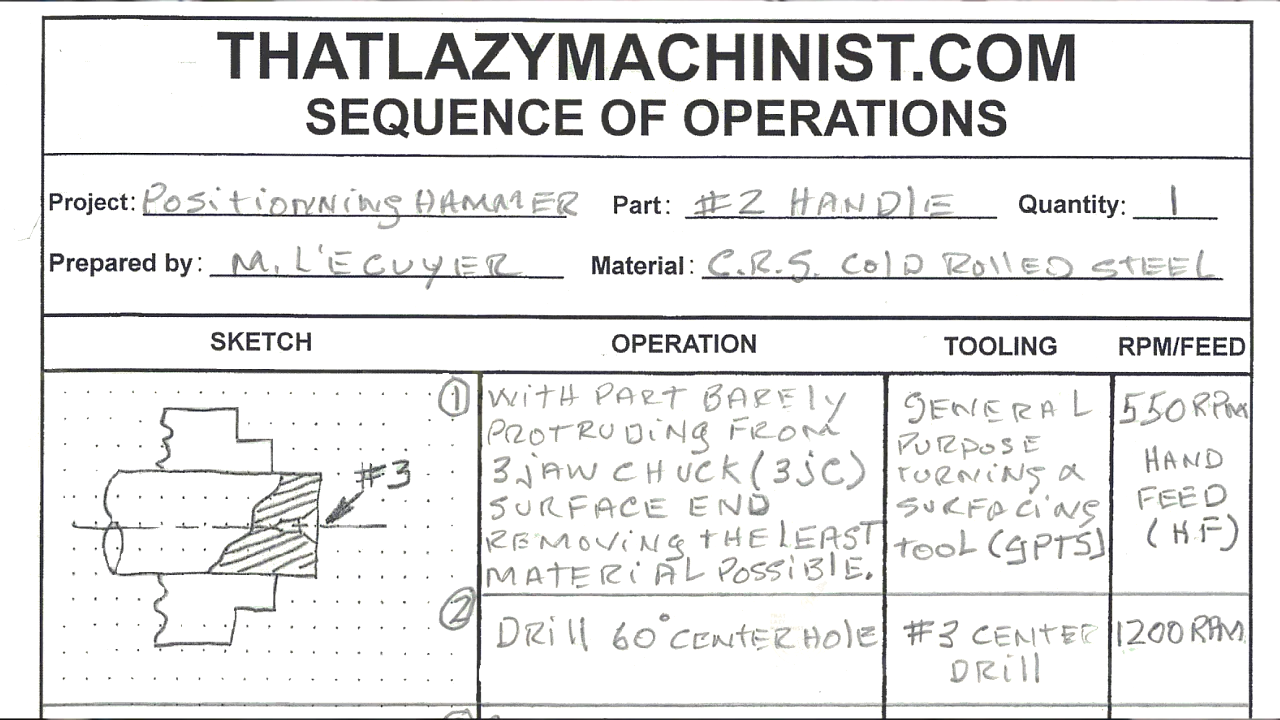 THATLAZYMACHINIST.COM
SEQUENCE OF OPERATIONS
Project: Positionning HAMMER Part: #2 HANDLE Quantity: 1
Prepared by: M. L'ECUYER Material: C.R.S. COLD ROLLED STEEL
SKETCH OPERATION TOOLING RPM/FEED
#3
1
WITH PART BARELY
PROTRUDING FROM
3 JAW CHUCK (3JC)
SURFACE END
REMOVING THE LEAST
MATERIAL POSSIBLE.
GENERAL
PURPOSE
TURNING &
SURFACING
TOOL (GPTS)
550 RPM
HAND
FEED
(H.F)
2
DRILL 60° CENTER HOLE
#3 CENTER
DRILL
1200 RPM